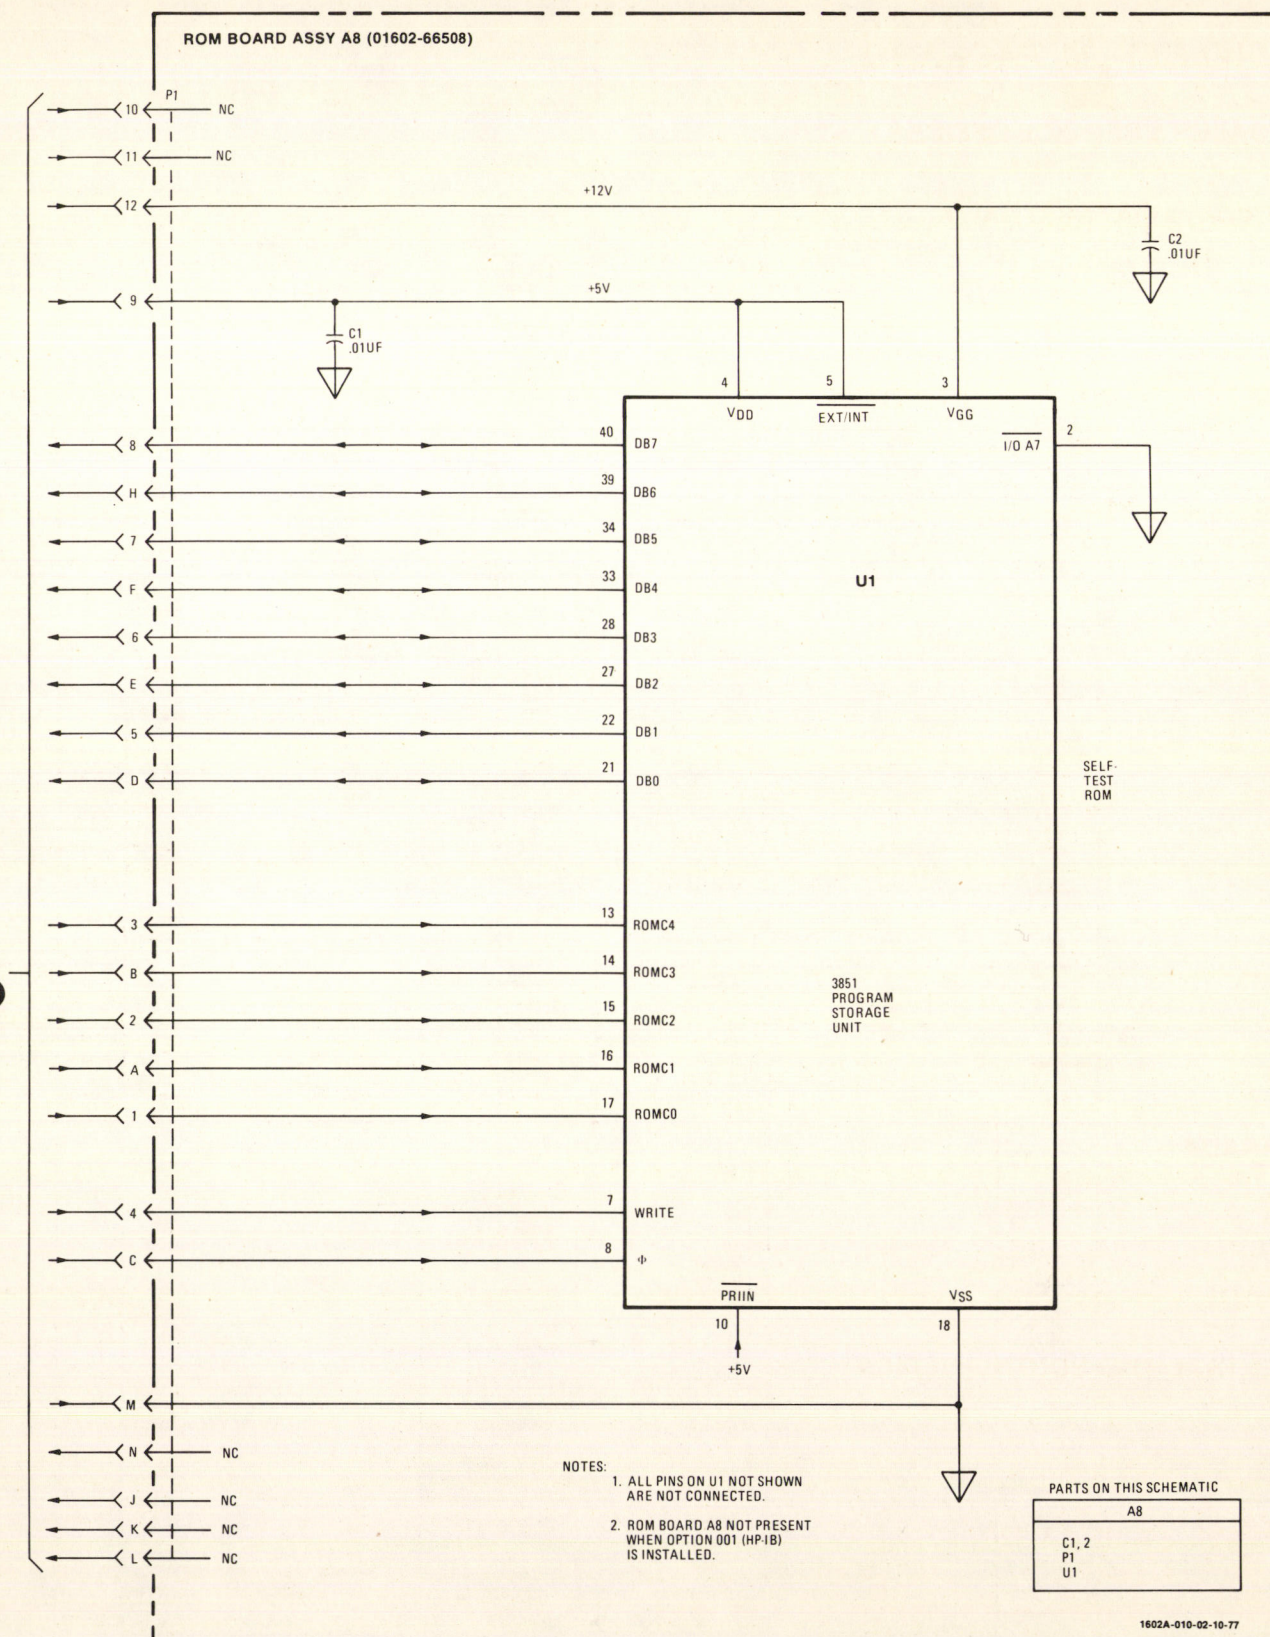 ROM BOARD ASSY A8 (01602-66508)
P1
10 NC
11 NC
12
+12V
C2
.01UF
9
+5V
C1
.01UF
4 5 3
VDD EXT/INT VGG
I/O A7 2
8 40 DB7
H 39 DB6
7 34 DB5
U1
F 33 DB4
6 28 DB3
E 27 DB2
5 22 DB1
D 21 DB0
SELF-
TEST
ROM
3 13 ROMC4
B 14 ROMC3
3851
PROGRAM
STORAGE
UNIT
2 15 ROMC2
A 16 ROMC1
1 17 ROMC0
4 7 WRITE
C 8 Φ
PRIIN VSS
10 18
+5V
M
N NC
J NC
K NC
L NC
NOTES:
1. ALL PINS ON U1 NOT SHOWN
ARE NOT CONNECTED.
2. ROM BOARD A8 NOT PRESENT
WHEN OPTION 001 (HP-IB)
IS INSTALLED.
PARTS ON THIS SCHEMATIC
A8
C1, 2
P1
U1
1602A-010-02-10-77